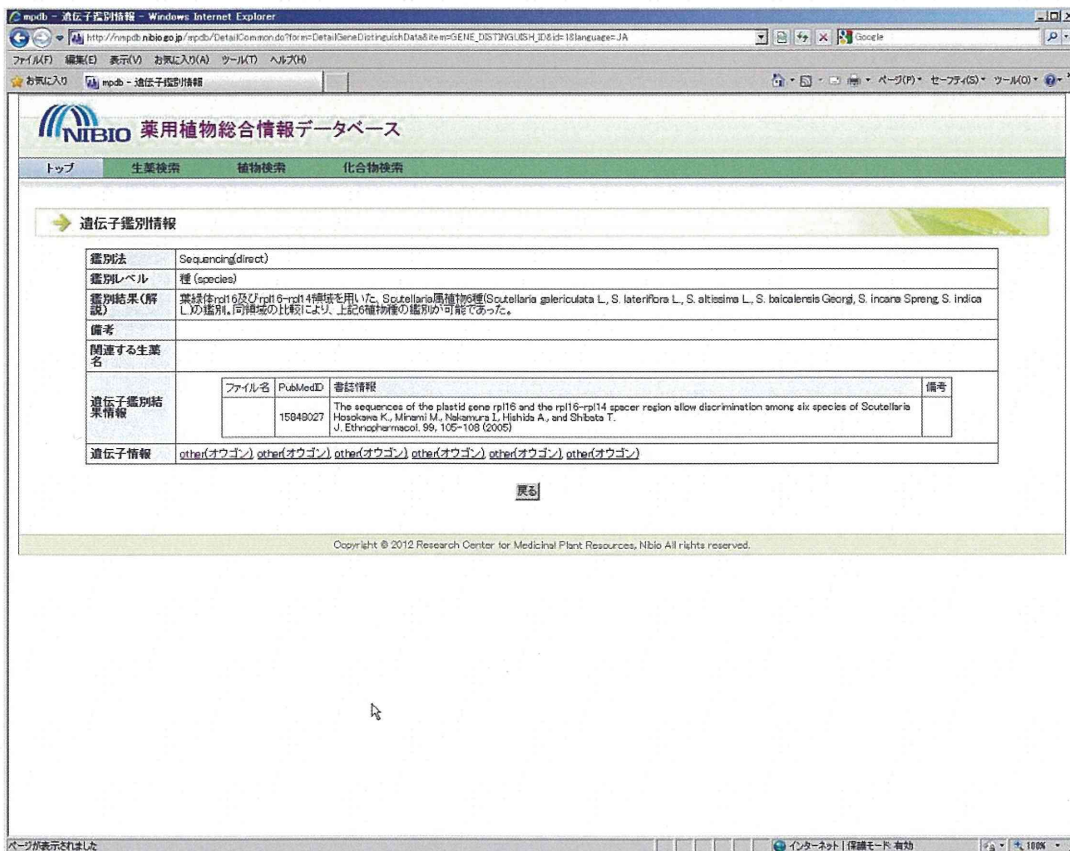 mpdb - 遺伝子鑑別情報 - Windows Internet Explorer
http://mpdb.nibio.go.jp/mpdb/DetailCommon.do?form=DetailGeneDistinguishData&item=GENE_DISTINGUISH_ID&id=1&language=JA
Google
ファイル(F) 編集(E) 表示(V) お気に入り(A) ツール(T) ヘルプ(H)
お気に入り mpdb - 遺伝子鑑別情報
ページ(P) セーフティ(S) ツール(O)
NIBIO 薬用植物総合情報データベース
トップ 生薬検索 植物検索 化合物検索
遺伝子鑑別情報
鑑別法 Sequencing(direct)
鑑別レベル 種 (species)
鑑別結果(解説) 葉緑体rpl16及びrpl16-rpl14領域を用いた、Scutellaria属植物6種(Scutellaria galericulata L., S. lateriflora L., S. altissima L., S. baicalensis Georgi, S. incana Spreng, S. indica
L.)の鑑別。同領域の比較により、上記6植物種の鑑別が可能であった。
備考
関連する生薬名
遺伝子鑑別結果情報
ファイル名 PubMedID 書誌情報 備考
15848027
The sequences of the plastid gene rpl16 and the rpl16-rpl14 spacer region allow discrimination among six species of Scutellaria
Hosokawa K., Minami M., Nakamura I., Hishida A., and Shibata T.
J. Ethnopharmacol. 99, 105-108 (2005)
遺伝子情報 other(オウゴン), other(オウゴン), other(オウゴン), other(オウゴン), other(オウゴン), other(オウゴン)
戻る
Copyright © 2012 Research Center for Medicinal Plant Resources, Nibio All rights reserved.
ページが表示されました インターネット | 保護モード: 有効 100%